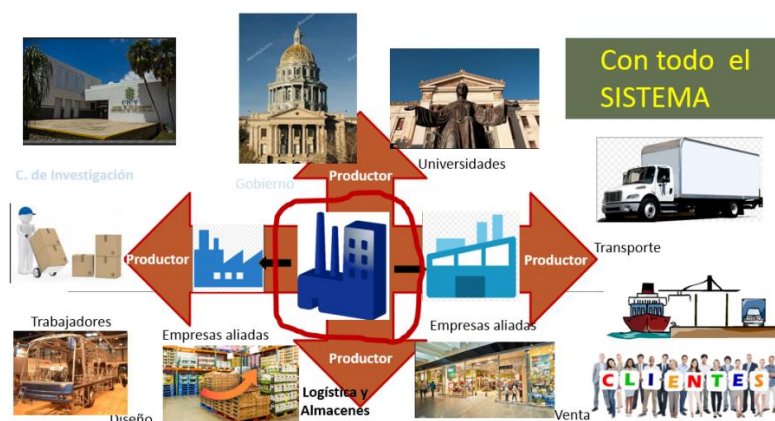 Con todo el
SISTEMA
Universidades
C. de Investigación
Gobierno
Productor
Productor
Productor
Transporte
Trabajadores
Empresas aliadas
Empresas aliadas
Productor
Diseño
Logística y
Almacenes
Venta
CLIENTES